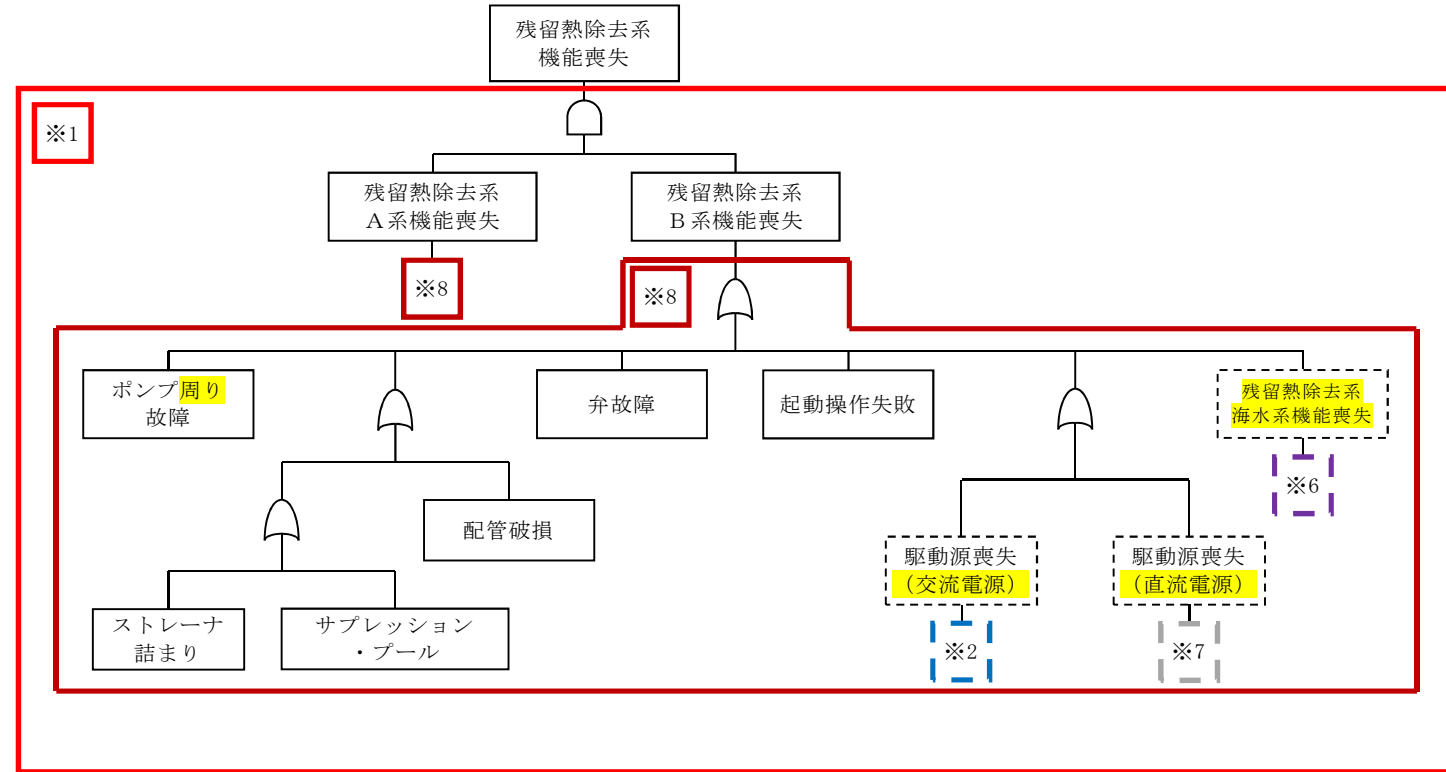 残留熱除去系
機能喪失
※1
残留熱除去系
Ａ系機能喪失
残留熱除去系
Ｂ系機能喪失
※8
※8
ポンプ周り
故障
弁故障
起動操作失敗
残留熱除去系
海水系機能喪失
※6
配管破損
駆動源喪失
（交流電源）
駆動源喪失
（直流電源）
ストレーナ
詰まり
サプレッション
・プール
※2
※7